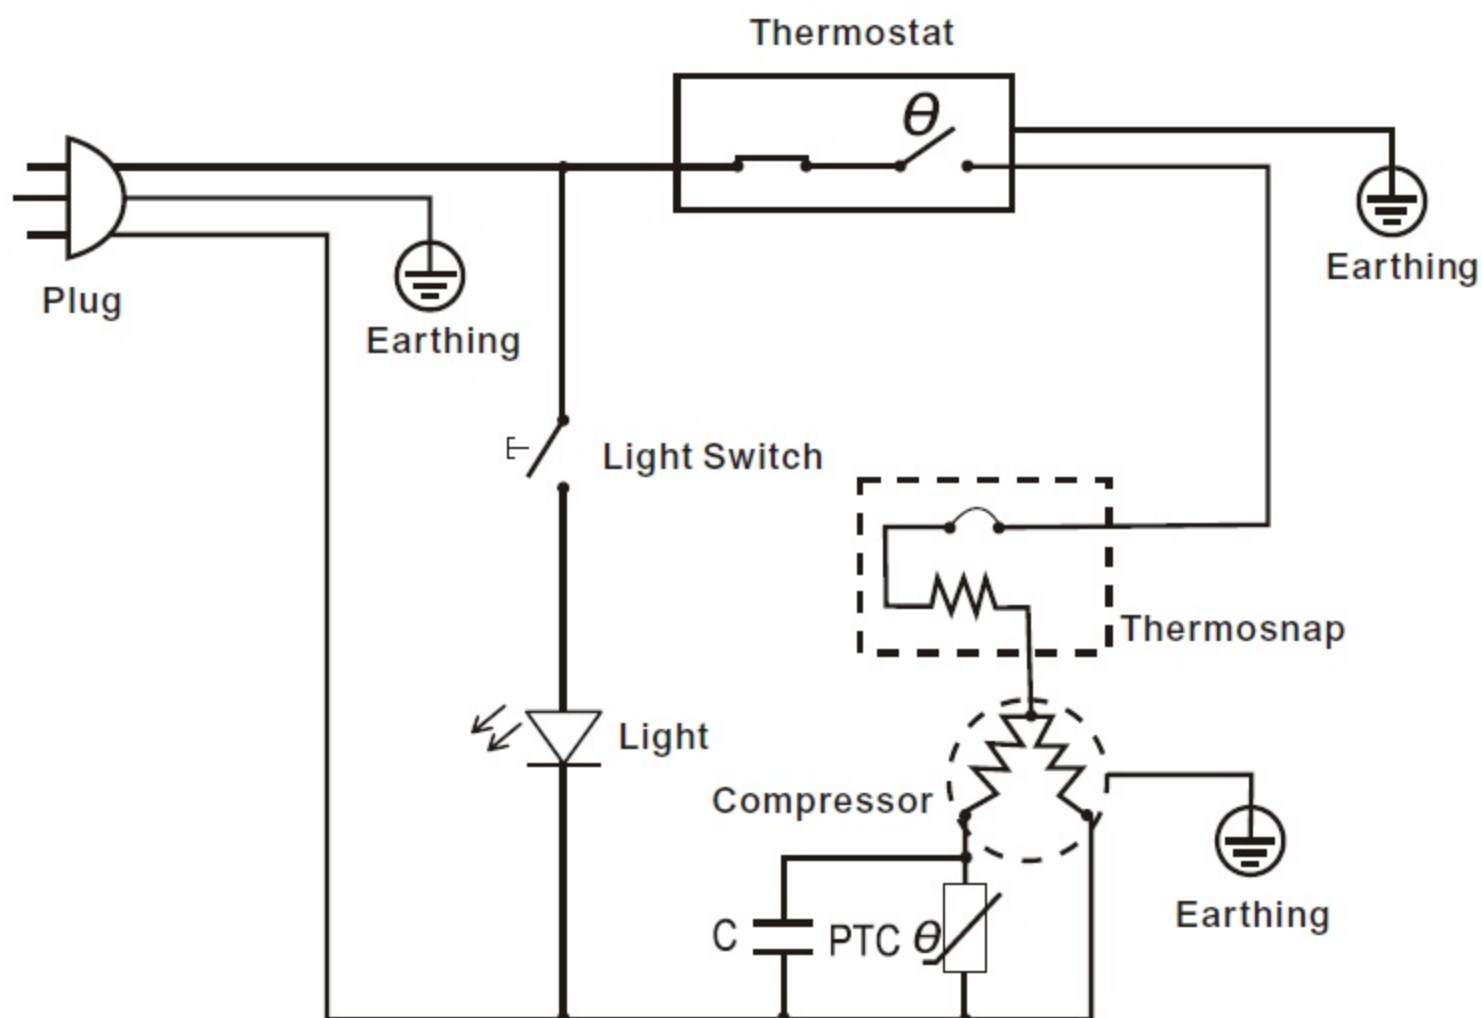 Thermostat
θ
Plug
Earthing
Earthing
Light Switch
Thermosnap
Light
Compressor
C
PTC θ
Earthing